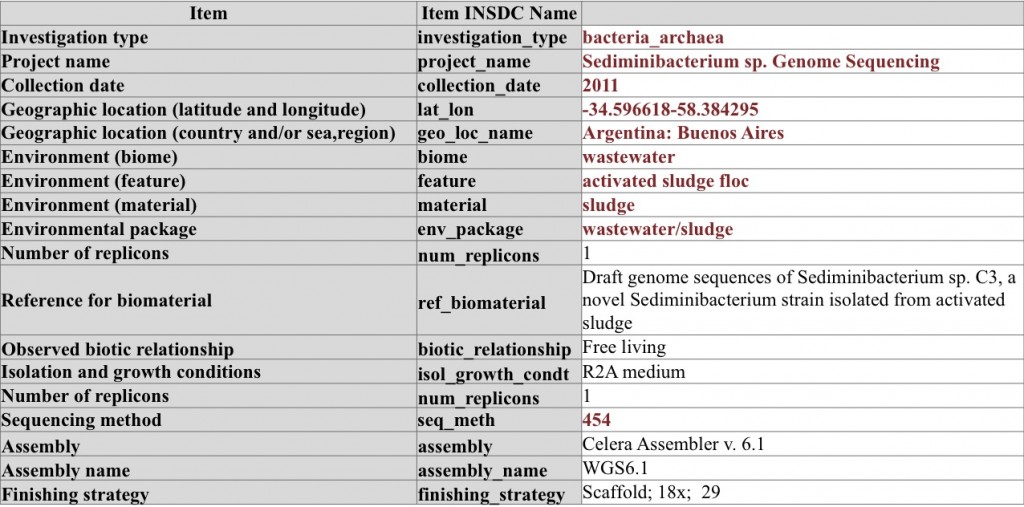 Item Item INSDC Name
Investigation type investigation_type bacteria_archaea
Project name project_name Sediminibacterium sp. Genome Sequencing
Collection date collection_date 2011
Geographic location (latitude and longitude) lat_lon -34.596618-58.384295
Geographic location (country and/or sea,region) geo_loc_name Argentina: Buenos Aires
Environment (biome) biome wastewater
Environment (feature) feature activated sludge floc
Environment (material) material sludge
Environmental package env_package wastewater/sludge
Number of replicons num_replicons 1
Reference for biomaterial ref_biomaterial Draft genome sequences of Sediminibacterium sp. C3, a
novel Sediminibacterium strain isolated from activated
sludge
Observed biotic relationship biotic_relationship Free living
Isolation and growth conditions isol_growth_condt R2A medium
Number of replicons num_replicons 1
Sequencing method seq_meth 454
Assembly assembly Celera Assembler v. 6.1
Assembly name assembly_name WGS6.1
Finishing strategy finishing_strategy Scaffold; 18x; 29